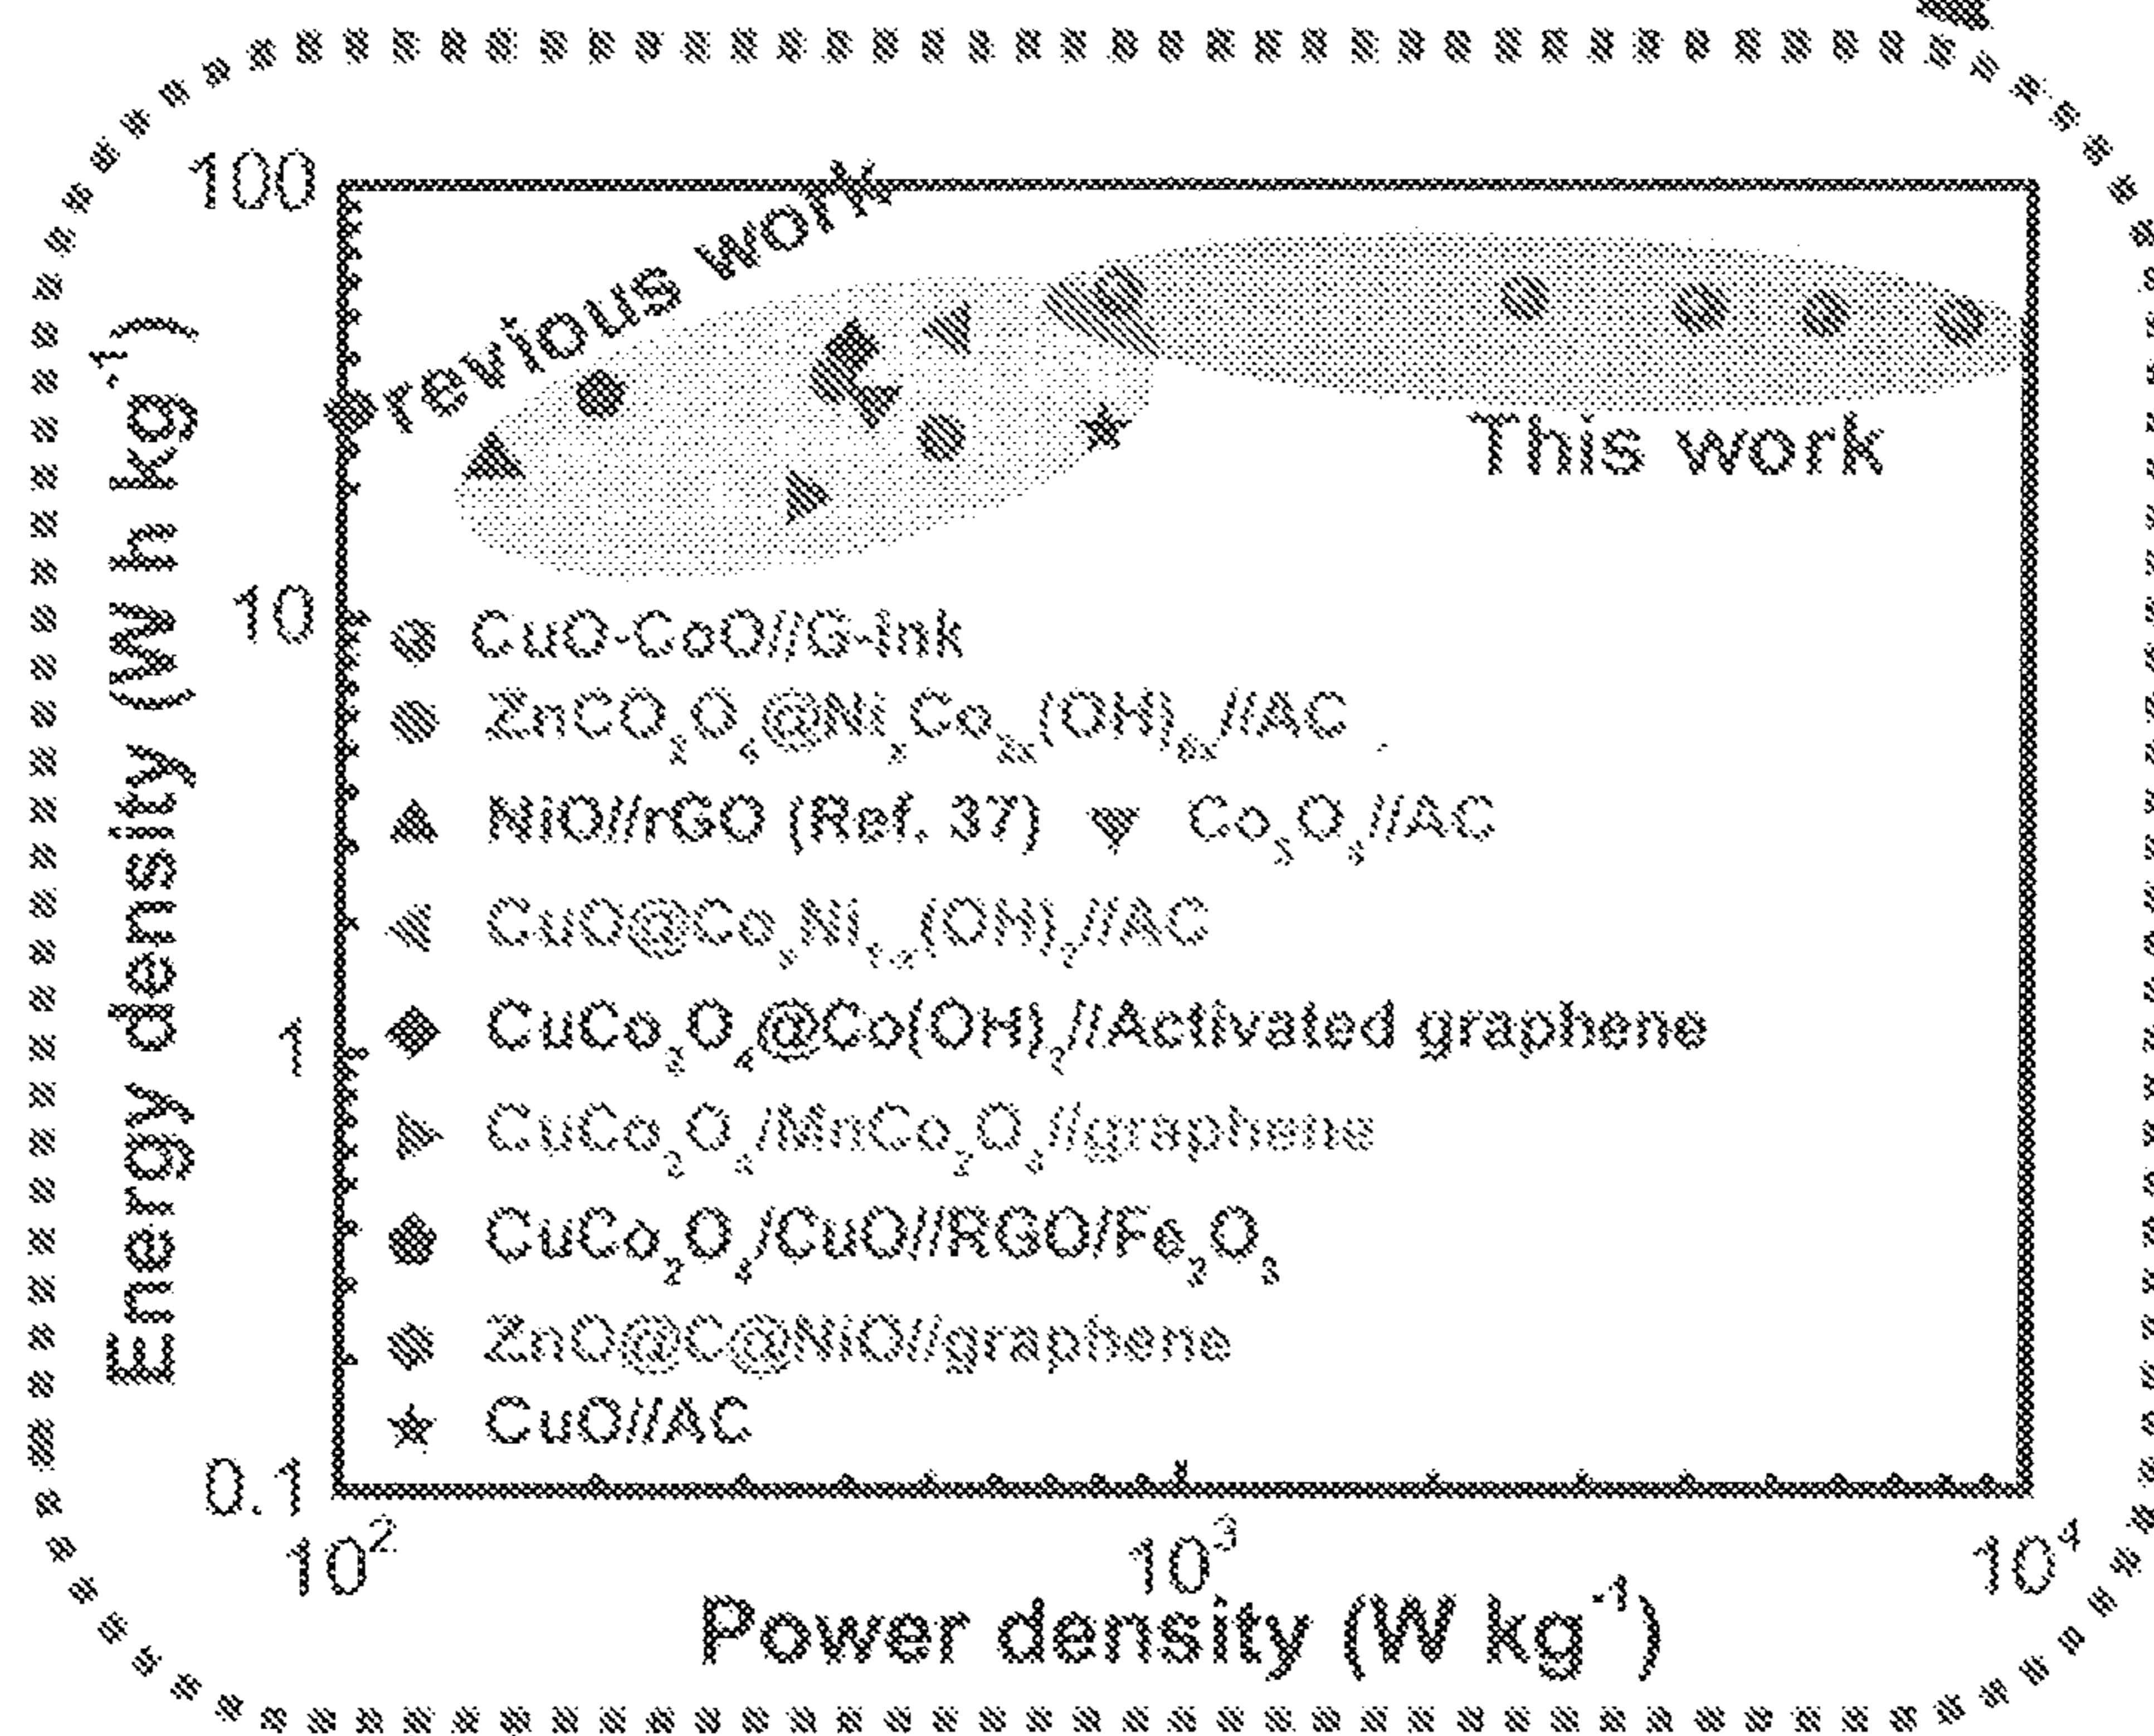 100
Previous work
This work
Energy density (W h kg⁻¹)
10
CuO-CoO//G-Ink
ZnCO₂O₄@NiₓCo₂ₓ(OH)₆ₓ//AC
NiO//rGO (Ref. 37) Co₃O₄//AC
CuO@CoₓNi₁₋ₓ(OH)₂//AC
1
CuCo₂O₄@Co(OH)₂//Activated graphene
CuCo₂O₄/MnCo₂O₄//graphene
CuCo₂O₄/CuO//RGO/Fe₂O₃
ZnO@C@NiO//graphene
CuO//AC
0.1
10² 10³ 10⁴
Power density (W kg⁻¹)